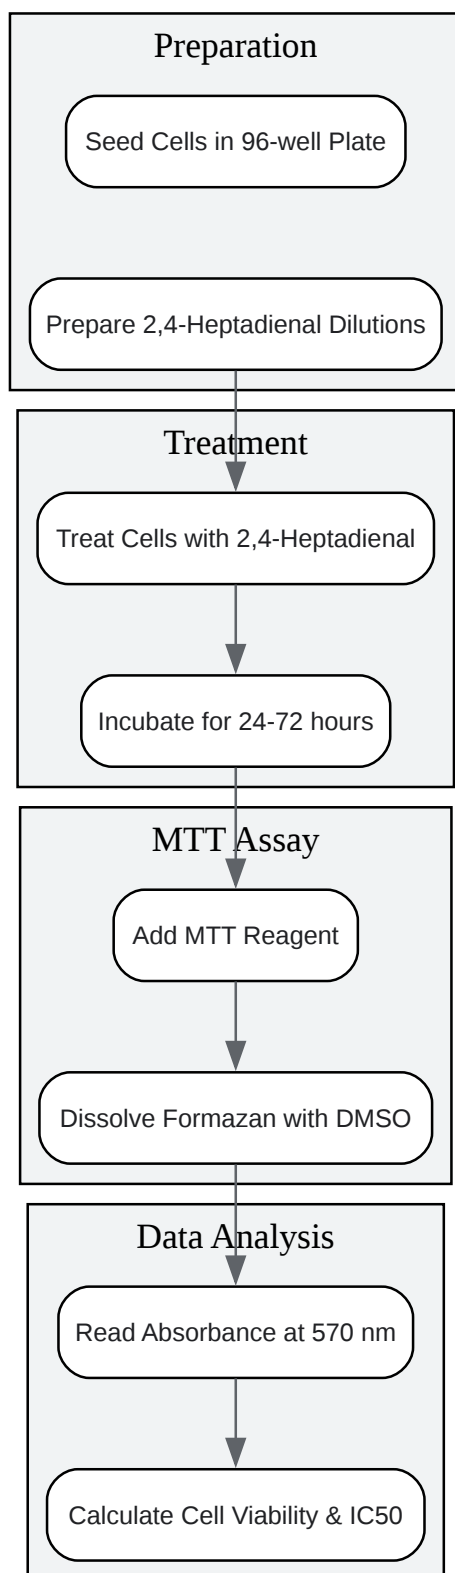 Preparation
Seed Cells in 96-well Plate
Prepare 2,4-Heptadienal Dilutions
Treatment
Treat Cells with 2,4-Heptadienal
Incubate for 24-72 hours
MTT Assay
Add MTT Reagent
Dissolve Formazan with DMSO
Data Analysis
Read Absorbance at 570 nm
Calculate Cell Viability & IC50